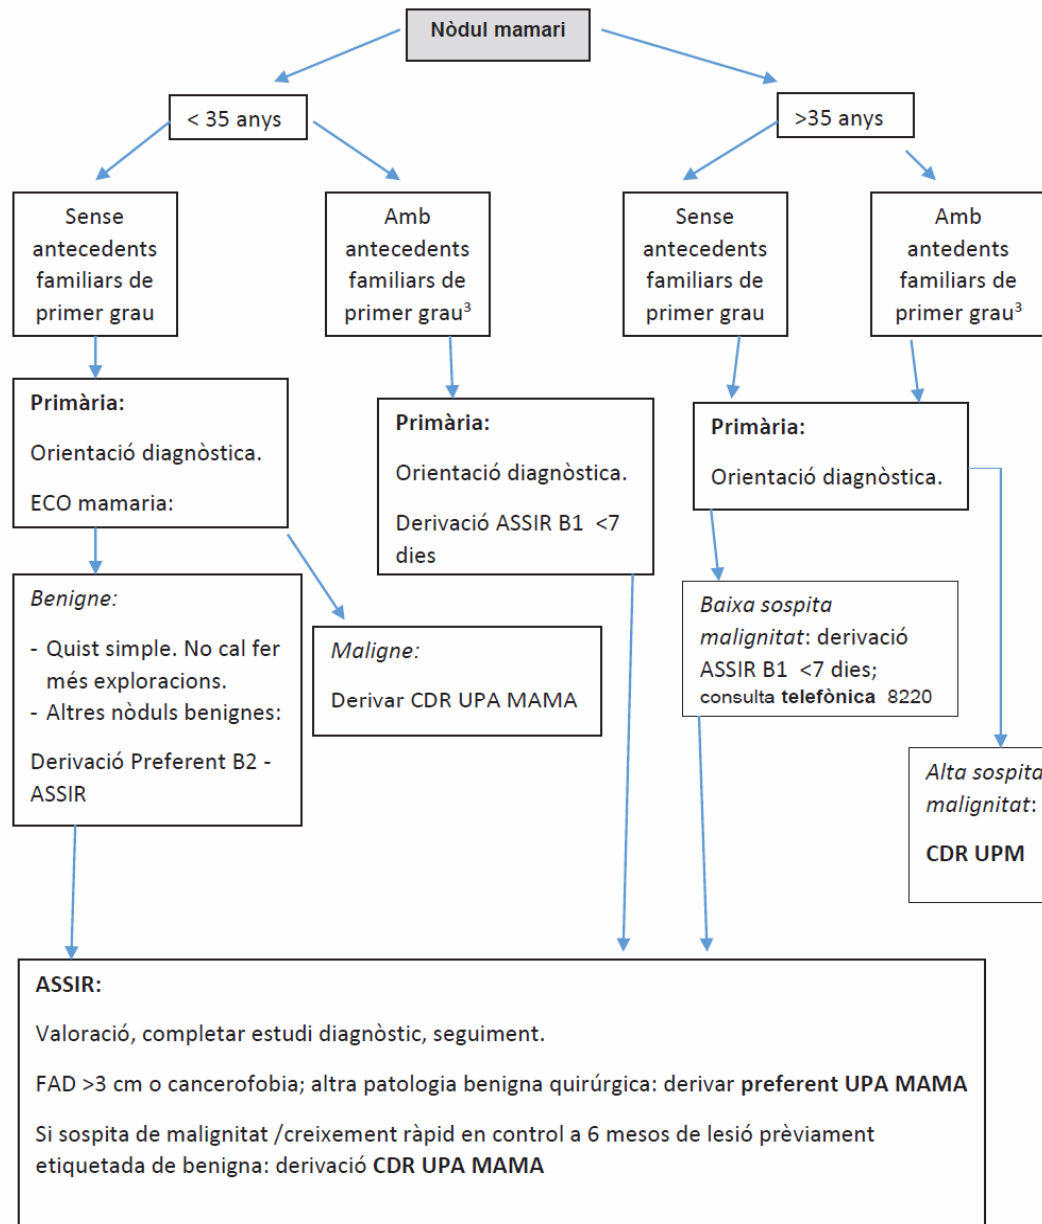 Nòdul mamari
< 35 anys
>35 anys
Sense
antecedents
familiars de
primer grau
Amb
antecedents
familiars de
primer grau³
Sense
antecedents
familiars de
primer grau
Amb
antedents
familiars de
primer grau³
Primària:
Orientació diagnòstica.
ECO mamaria:
Primària:
Orientació diagnòstica.
Derivació ASSIR B1 <7
dies
Primària:
Orientació diagnòstica.
Benigne:
- Quist simple. No cal fer
més exploracions.
- Altres nòduls benignes:
Derivació Preferent B2 -
ASSIR
Maligne:
Derivar CDR UPA MAMA
Baixa sospita
malignitat: derivació
ASSIR B1 <7 dies;
consulta telefònica 8220
Alta sospita
malignitat:
CDR UPM
ASSIR:
Valoració, completar estudi diagnòstic, seguiment.
FAD >3 cm o cancerofobia; altra patologia benigna quirúrgica: derivar preferent UPA MAMA
Si sospita de malignitat /creixement ràpid en control a 6 mesos de lesió prèviament
etiquetada de benigna: derivació CDR UPA MAMA